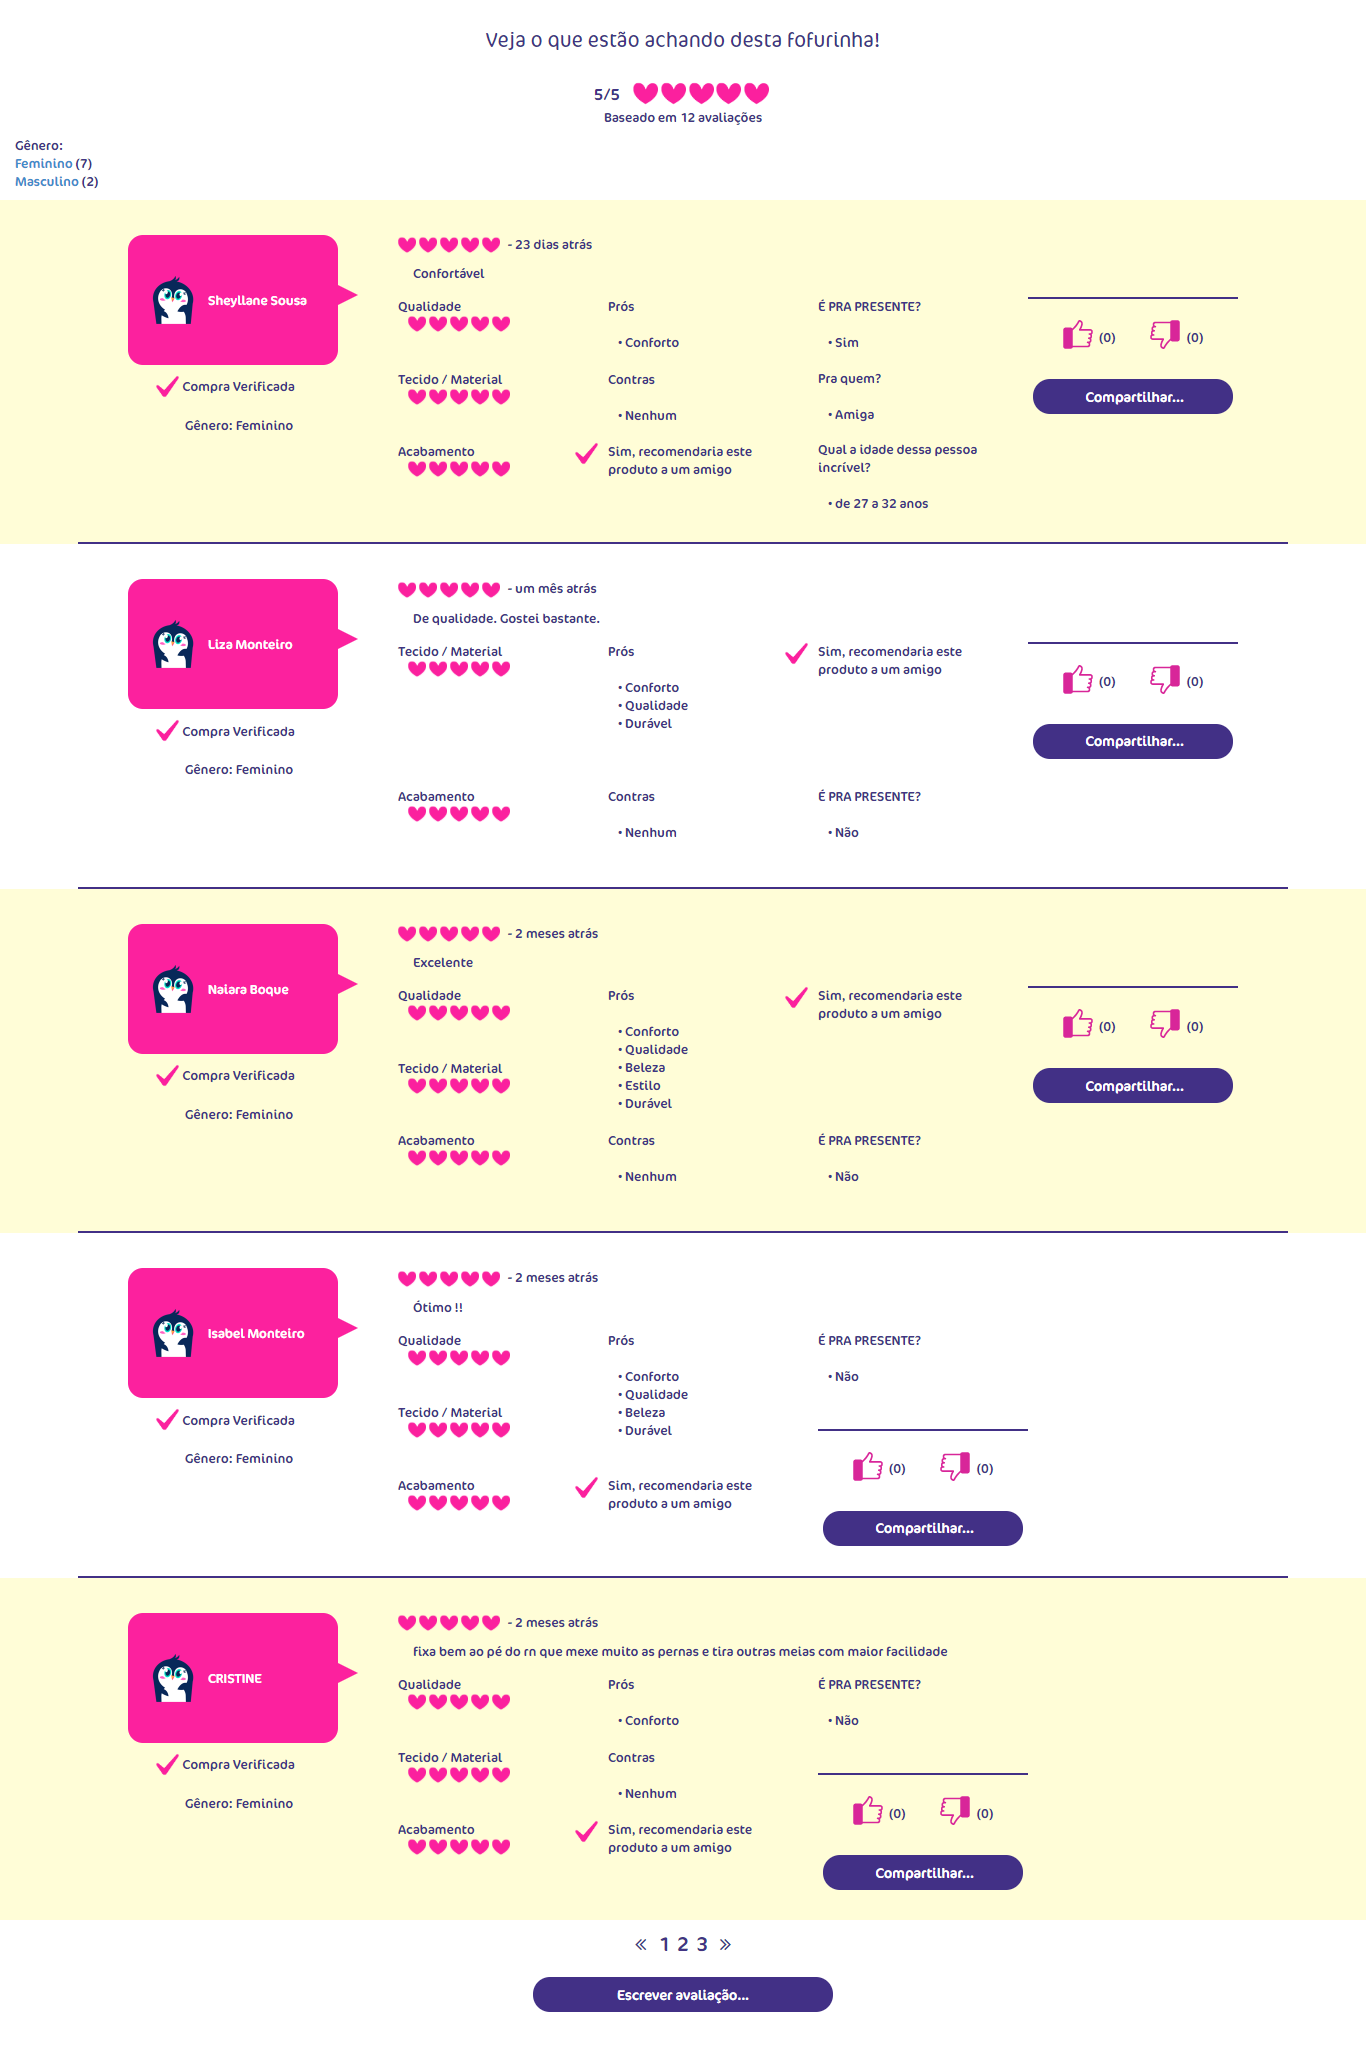 Veja o que estão achando desta fofurinha!
5/5
Baseado em 12 avaliações
Gênero:
Feminino (7)
Masculino (2)
Sheyllane Sousa
Compra Verificada
Gênero: Feminino
- 23 dias atrás
Confortável
Qualidade
Tecido / Material
Acabamento
Prós
• Conforto
Contras
• Nenhum
Sim, recomendaria este
produto a um amigo
É PRA PRESENTE?
• Sim
Pra quem?
• Amiga
Qual a idade dessa pessoa
incrível?
• de 27 a 32 anos
(0)
(0)
Compartilhar...
Liza Monteiro
Compra Verificada
Gênero: Feminino
- um mês atrás
De qualidade. Gostei bastante.
Tecido / Material
Acabamento
Prós
• Conforto
• Qualidade
• Durável
Contras
• Nenhum
Sim, recomendaria este
produto a um amigo
É PRA PRESENTE?
• Não
(0)
(0)
Compartilhar...
Naiara Boque
Compra Verificada
Gênero: Feminino
- 2 meses atrás
Excelente
Qualidade
Tecido / Material
Acabamento
Prós
• Conforto
• Qualidade
• Beleza
• Estilo
• Durável
Contras
• Nenhum
Sim, recomendaria este
produto a um amigo
É PRA PRESENTE?
• Não
(0)
(0)
Compartilhar...
Isabel Monteiro
Compra Verificada
Gênero: Feminino
- 2 meses atrás
Ótimo !!
Qualidade
Tecido / Material
Acabamento
Prós
• Conforto
• Qualidade
• Beleza
• Durável
Sim, recomendaria este
produto a um amigo
É PRA PRESENTE?
• Não
(0)
(0)
Compartilhar...
CRISTINE
Compra Verificada
Gênero: Feminino
- 2 meses atrás
fixa bem ao pé do rn que mexe muito as pernas e tira outras meias com maior facilidade
Qualidade
Tecido / Material
Acabamento
Prós
• Conforto
Contras
• Nenhum
Sim, recomendaria este
produto a um amigo
É PRA PRESENTE?
• Não
(0)
(0)
Compartilhar...
« 1 2 3 »
Escrever avaliação...